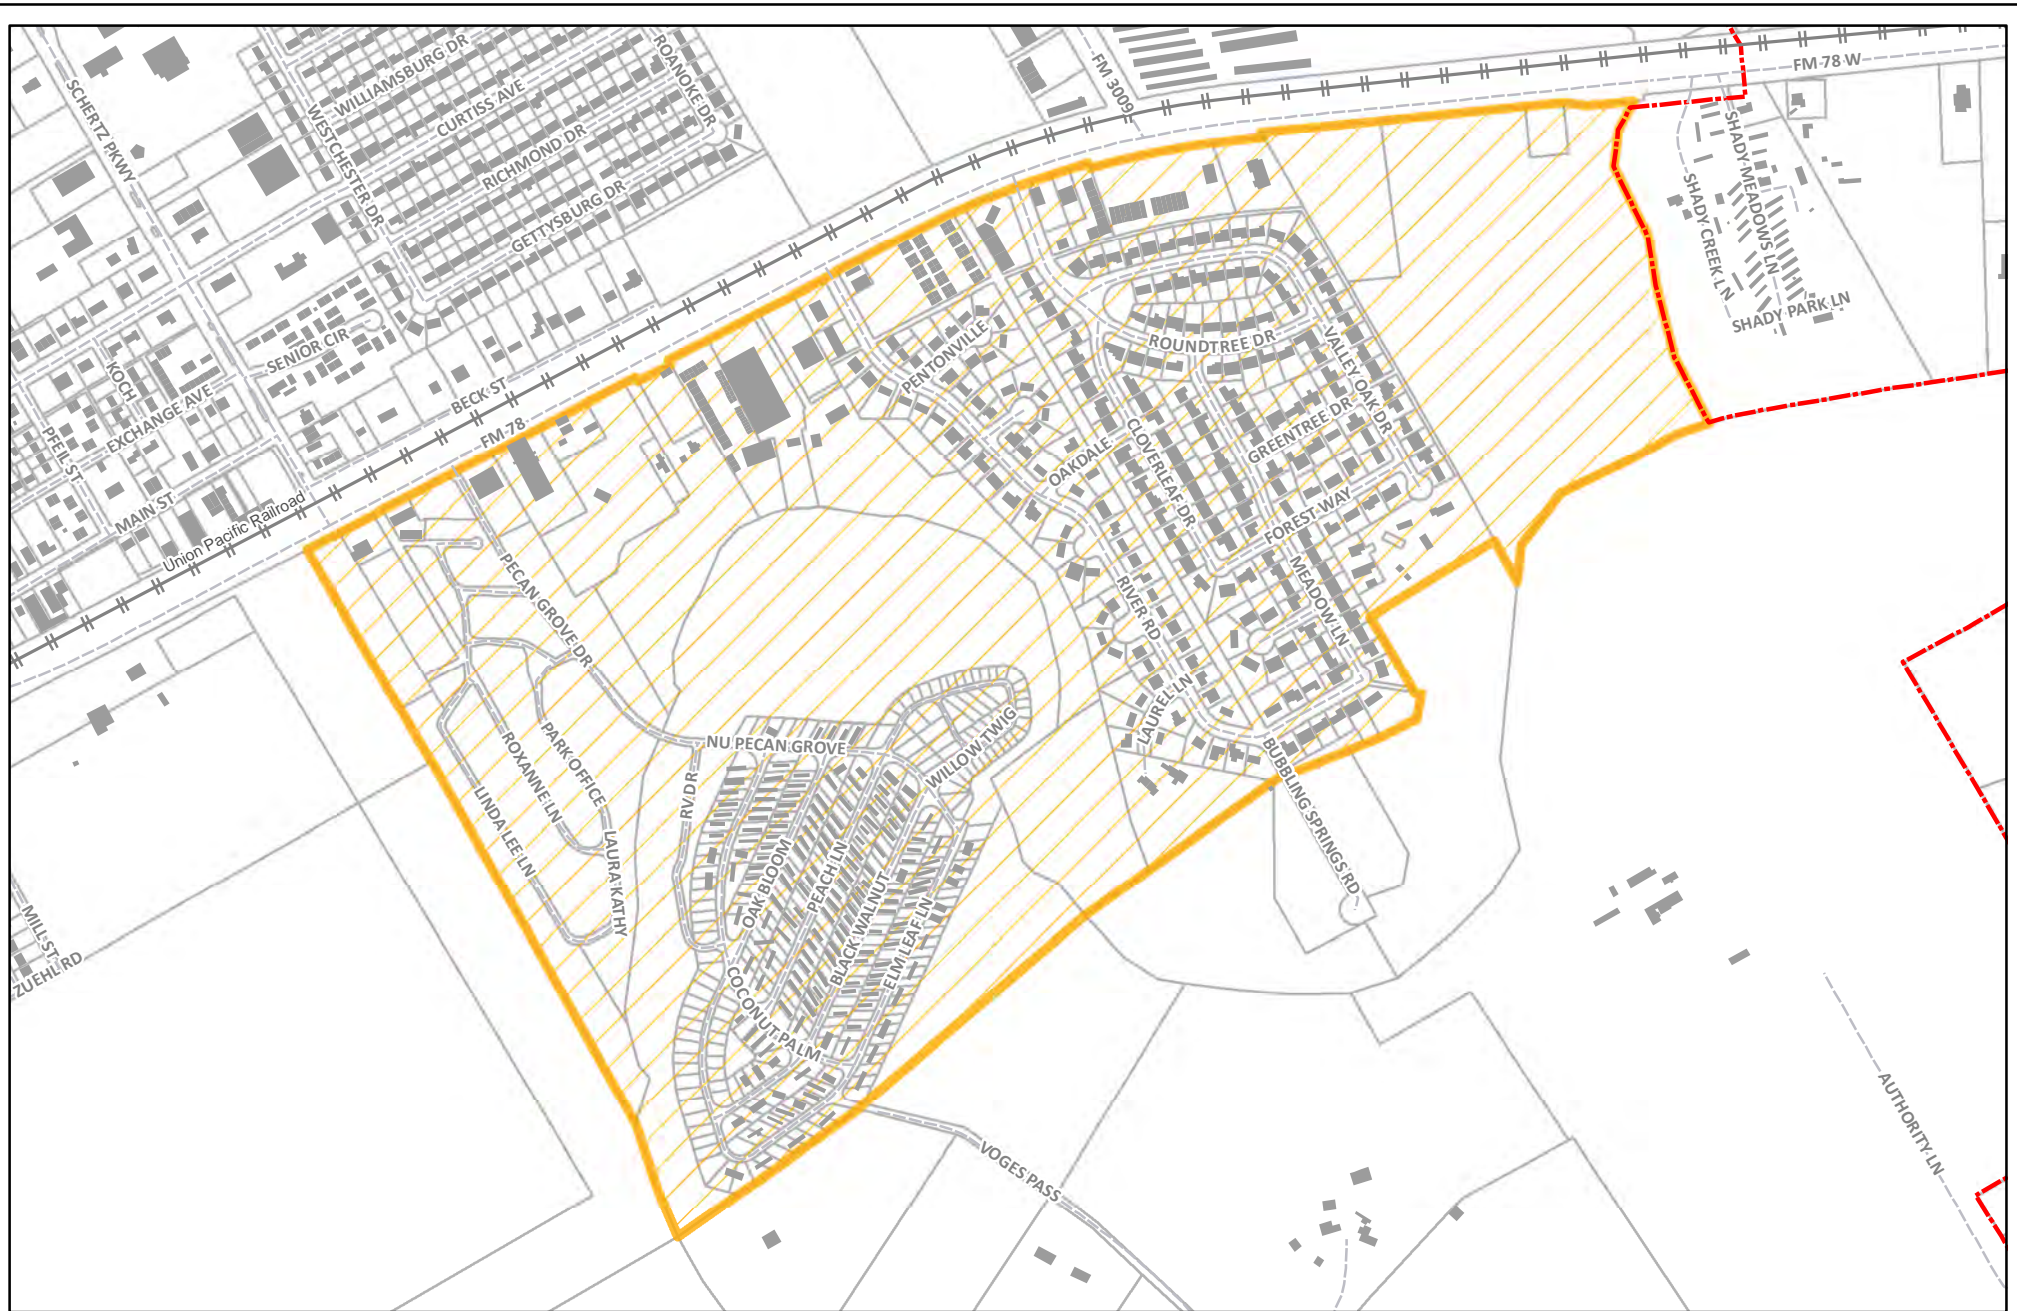 WILLIAMSBURG DR
ROANOKE DR
FM 3009
FM 78 W
SCHERTZ PKWY
WESTCHESTER DR
CURTISS AVE
RICHMOND DR
GETTYSBURG DR
SHADY MEADOWS LN
SHADY CREEK LN
SHADY PARK LN
SENIOR CIR
KOCH
EXCHANGE AVE
BECK ST
FM 78
PFEIL ST
MAIN ST
Union Pacific Railroad
PENTONVILLE
ROUNDTREE DR
VALLEY OAK DR
GREENTREE DR
CLOVERLEAF DR
OAKDALE
FOREST WAY
MEADOW LN
RIVER RD
PECAN GROVE DR
LAUREL LN
BUBBLING SPRINGS RD
NU PECAN GROVE
WILLOW TWIG
PARK OFFICE
ROXANNE LN
LINDA LEE LN
LAURA KATHY
RV DR
OAK BLOOM
PEACH LN
BLACK WALNUT
ELM LEAF LN
COCONUT PALM
MILL ST
ZUEHL RD
VOGES PASS
AUTHORITY LN